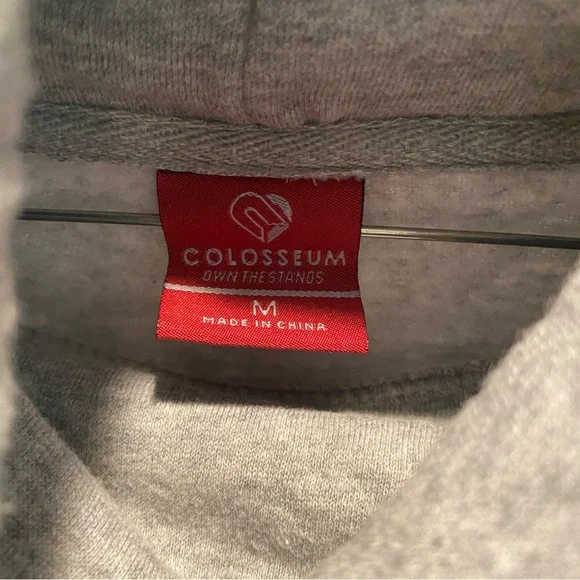 COLOSSEUM
OWN THE STANDS
M
MADE IN CHINA